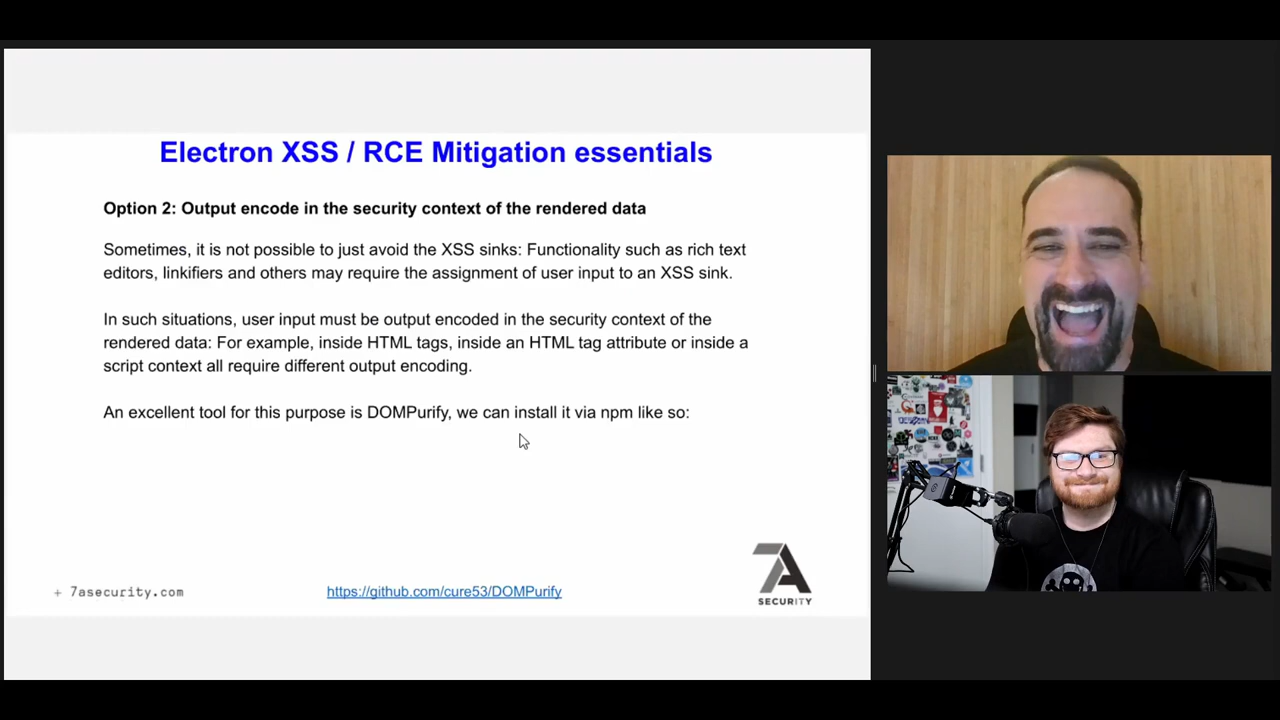 Electron XSS / RCE Mitigation essentials
Option 2: Output encode in the security context of the rendered data
Sometimes, it is not possible to just avoid the XSS sinks: Functionality such as rich text
editors, linkifiers and others may require the assignment of user input to an XSS sink.
In such situations, user input must be output encoded in the security context of the
rendered data: For example, inside HTML tags, inside an HTML tag attribute or inside a
script context all require different output encoding.
An excellent tool for this purpose is DOMPurify, we can install it via npm like so:
+ 7asecurity.com
https://github.com/cure53/DOMPurify
7A
SECURITY